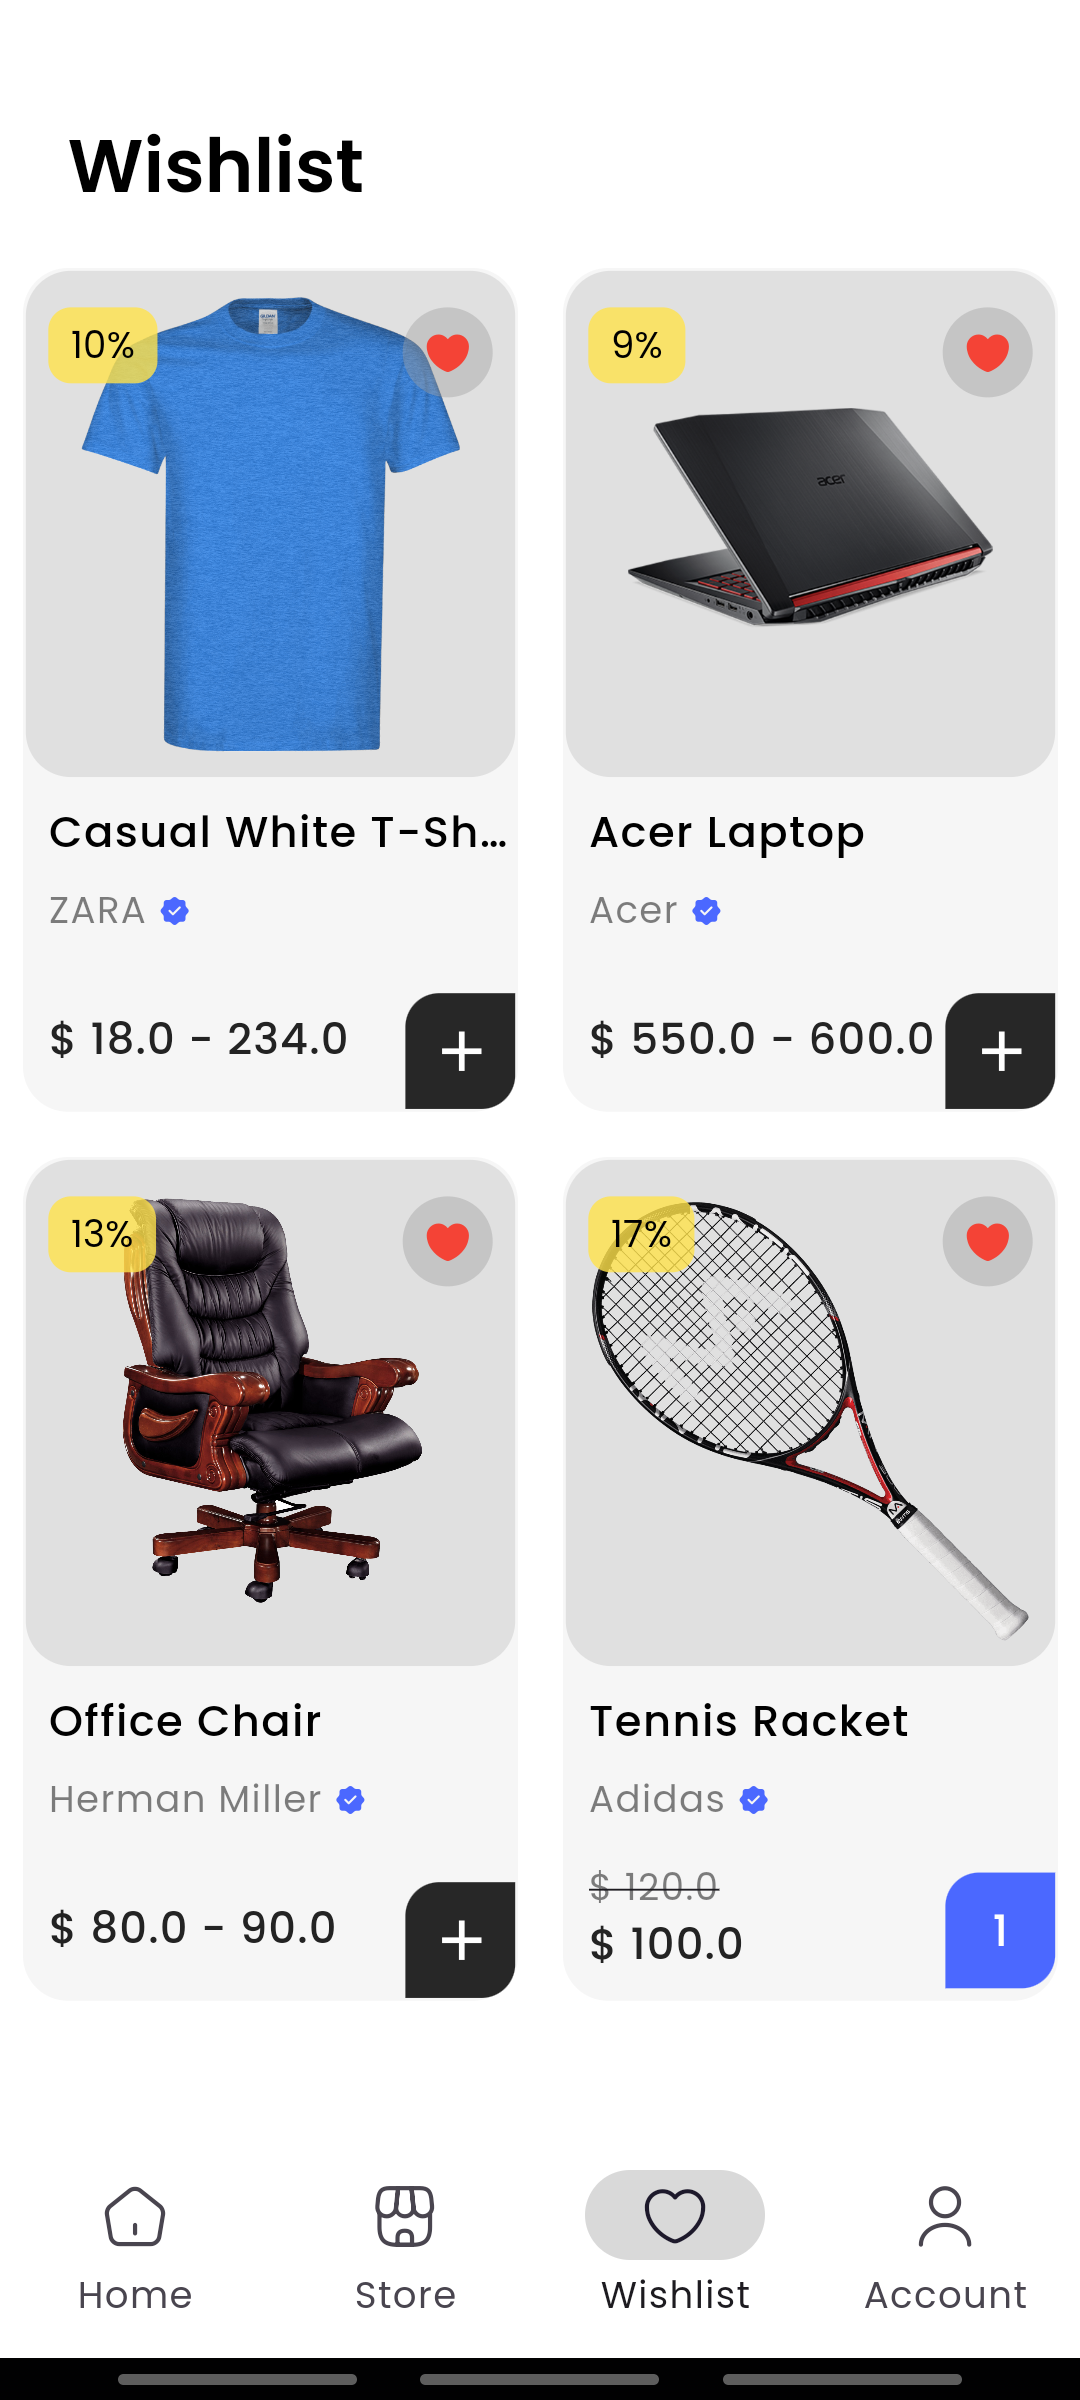 Wishlist
10%
9%
acer
Casual White T-Sh...
Acer Laptop
ZARA
Acer
$ 18.0 - 234.0
+
$ 550.0 - 600.0
+
13%
17%
Office Chair
Tennis Racket
Herman Miller
Adidas
$ 120.0
$ 80.0 - 90.0
+
$ 100.0
1
Home
Store
Wishlist
Account